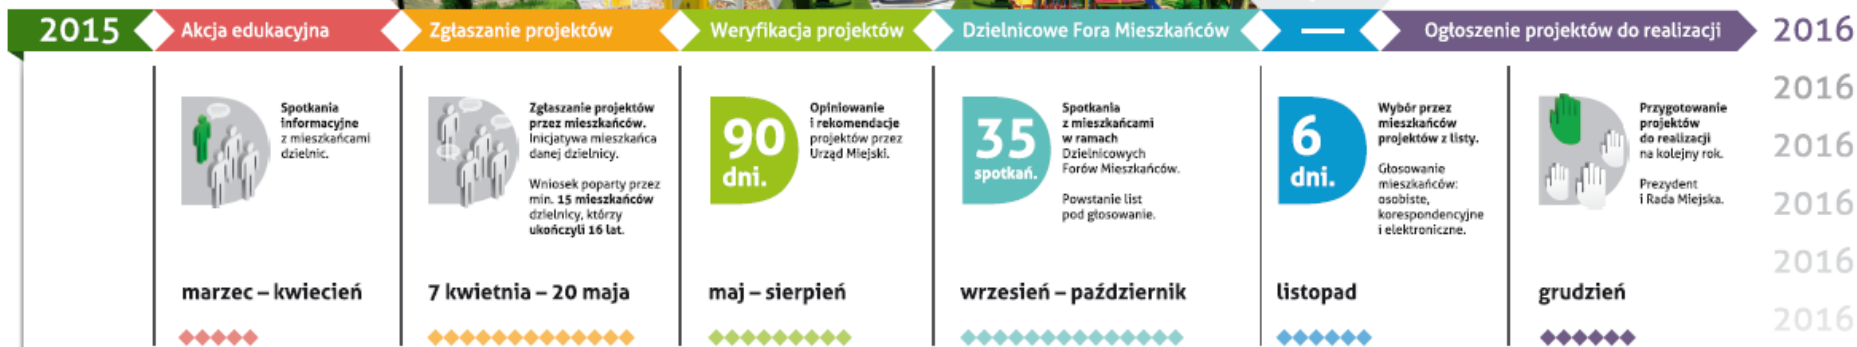 2015
Akcja edukacyjna
Zgłaszanie projektów
Weryfikacja projektów
Dzielnicowe Fora Mieszkańców
—
Ogłoszenie projektów do realizacji
2016
Spotkania
informacyjne
z mieszkańcami
dzielnic.
marzec – kwiecień
Zgłaszanie projektów
przez mieszkańców.
Inicjatywa mieszkańca
danej dzielnicy.
Wniosek poparty przez
min. 15 mieszkańców
dzielnicy, którzy
ukończyli 16 lat.
7 kwietnia – 20 maja
90
dni.
Opiniowanie
i rekomendacje
projektów przez
Urząd Miejski.
maj – sierpień
35
spotkań.
Spotkania
z mieszkańcami
w ramach
Dzielnicowych
Forów Mieszkańców.
Powstanie list
pod głosowanie.
wrzesień – październik
6
dni.
Wybór przez
mieszkańców
projektów z listy.
Głosowanie
mieszkańców:
osobiste,
korespondencyjne
i elektroniczne.
listopad
Przygotowanie
projektów
do realizacji
na kolejny rok.
Prezydent
i Rada Miejska.
grudzień
2016
2016
2016
2016
2016